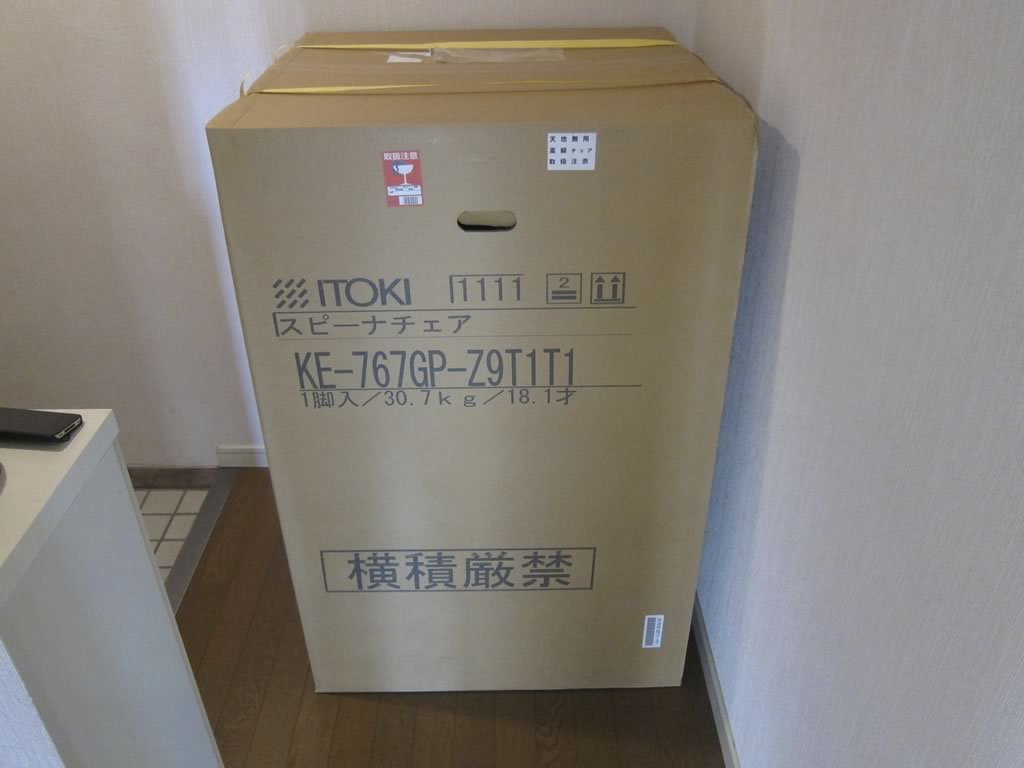 取扱注意
天地無用
高額チェア
取扱注意
ITOKI 1111 2
スピーナチェア
KE-767GP-Z9T1T1
1脚入/30.7kg/18.1才
横積厳禁